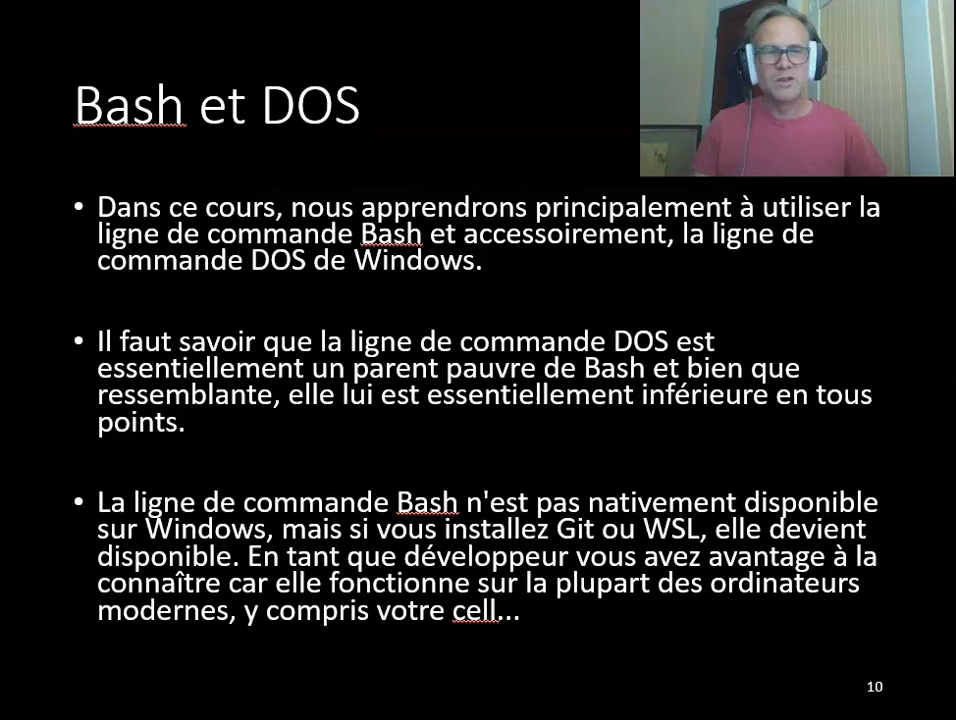 Bash et DOS
• Dans ce cours, nous apprendrons principalement à utiliser la
ligne de commande Bash et accessoirement, la ligne de
commande DOS de Windows.
• Il faut savoir que la ligne de commande DOS est
essentiellement un parent pauvre de Bash et bien que
ressemblante, elle lui est essentiellement inférieure en tous
points.
• La ligne de commande Bash n'est pas nativement disponible
sur Windows, mais si vous installez Git ou WSL, elle devient
disponible. En tant que développeur vous avez avantage à la
connaître car elle fonctionne sur la plupart des ordinateurs
modernes, y compris votre cell...
10